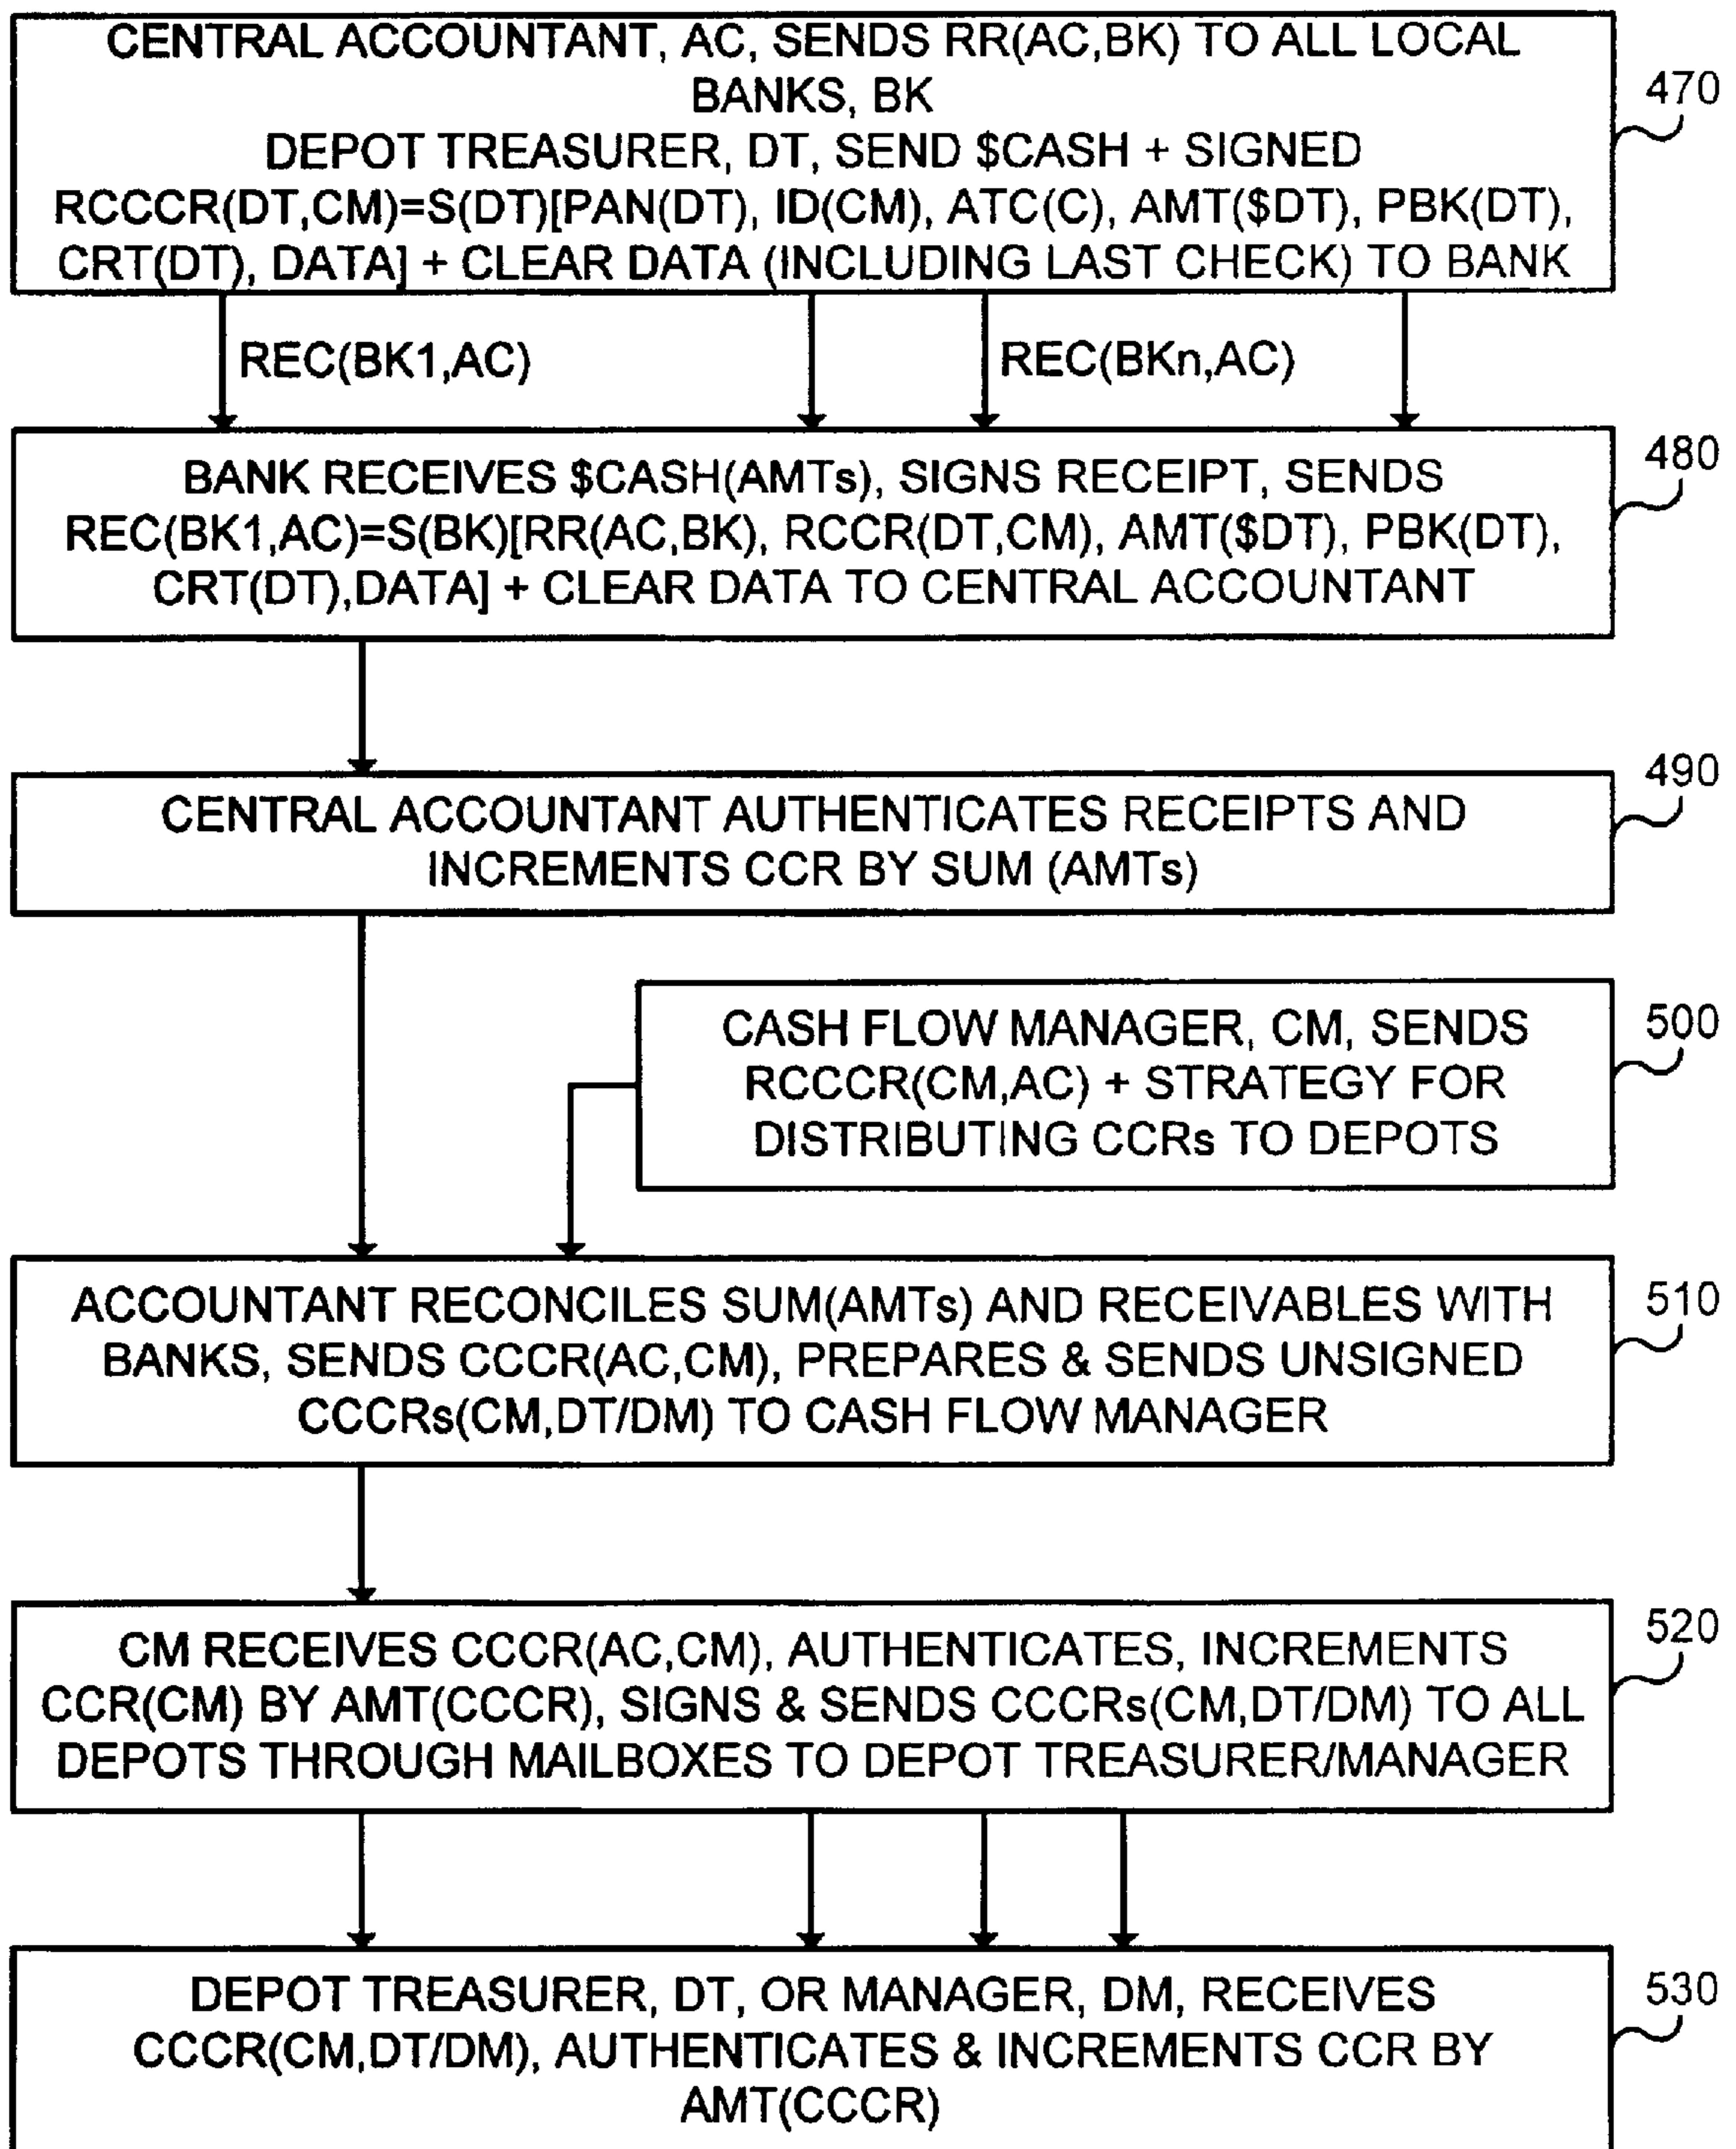 CENTRAL ACCOUNTANT, AC, SENDS RR(AC,BK) TO ALL LOCAL
BANKS, BK
DEPOT TREASURER, DT, SEND $CASH + SIGNED
RCCCR(DT,CM)=S(DT)[PAN(DT), ID(CM), ATC(C), AMT($DT), PBK(DT),
CRT(DT), DATA] + CLEAR DATA (INCLUDING LAST CHECK) TO BANK
470
REC(BK1,AC)
REC(BKn,AC)
BANK RECEIVES $CASH(AMTs), SIGNS RECEIPT, SENDS
REC(BK1,AC)=S(BK)[RR(AC,BK), RCCR(DT,CM), AMT($DT), PBK(DT),
CRT(DT),DATA] + CLEAR DATA TO CENTRAL ACCOUNTANT
480
CENTRAL ACCOUNTANT AUTHENTICATES RECEIPTS AND
INCREMENTS CCR BY SUM (AMTs)
490
CASH FLOW MANAGER, CM, SENDS
RCCCR(CM,AC) + STRATEGY FOR
DISTRIBUTING CCRs TO DEPOTS
500
ACCOUNTANT RECONCILES SUM(AMTs) AND RECEIVABLES WITH
BANKS, SENDS CCCR(AC,CM), PREPARES & SENDS UNSIGNED
CCCRs(CM,DT/DM) TO CASH FLOW MANAGER
510
CM RECEIVES CCCR(AC,CM), AUTHENTICATES, INCREMENTS
CCR(CM) BY AMT(CCCR), SIGNS & SENDS CCCRs(CM,DT/DM) TO ALL
DEPOTS THROUGH MAILBOXES TO DEPOT TREASURER/MANAGER
520
DEPOT TREASURER, DT, OR MANAGER, DM, RECEIVES
CCCR(CM,DT/DM), AUTHENTICATES & INCREMENTS CCR BY
AMT(CCCR)
530